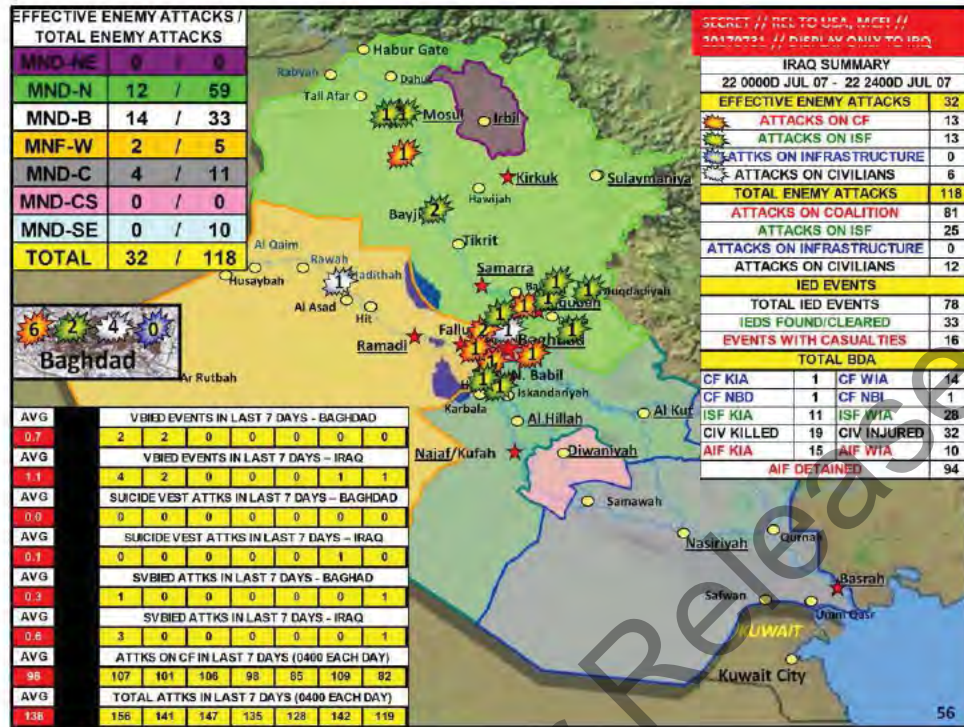 EFFECTIVE ENEMY ATTACKS /
TOTAL ENEMY ATTACKS
MND-NE 0 / 0
MND-N 12 / 59
MND-B 14 / 33
MNF-W 2 / 5
MND-C 4 / 11
MND-CS 0 / 0
MND-SE 0 / 10
TOTAL 32 / 118
SECRET // REL TO USA, MCFI //
20170731 // DISPLAY ONLY TO IRQ
IRAQ SUMMARY
22 0000D JUL 07 - 22 2400D JUL 07
EFFECTIVE ENEMY ATTACKS 32
ATTACKS ON CF 13
ATTACKS ON ISF 13
ATTKS ON INFRASTRUCTURE 0
ATTACKS ON CIVILIANS 6
TOTAL ENEMY ATTACKS 118
ATTACKS ON COALITION 81
ATTACKS ON ISF 25
ATTACKS ON INFRASTRUCTURE 0
ATTACKS ON CIVILIANS 12
IED EVENTS
TOTAL IED EVENTS 78
IEDS FOUND/CLEARED 33
EVENTS WITH CASUALTIES 16
TOTAL BDA
CF KIA 1 CF WIA 14
CF NBD 1 CF NBI 1
ISF KIA 11 ISF WIA 28
CIV KILLED 19 CIV INJURED 32
AIF KIA 15 AIF WIA 10
AIF DETAINED 94
Habur Gate
Rabyah
Dahuk
Tall Afar
1
Mosul
Irbil
1
Kirkuk
Sulaymaniya
Hawijah
Bayji 2
Tikrit
Al Qaim
Rawah
Husaybah
Hadithah
1
Samarra
Al Asad
Hit
Ramadi
2
1
1
1
1
1
Baghdad
1
1
Ar Rutbah
N. Babil
Iskandariyah
Karbala
Al Hillah
Al Kut
Najaf/Kufah
Diwaniyah
Samawah
Nasiriyah
Qurnah
Basrah
Safwan
Umm Qasr
KUWAIT
Kuwait City
6 2 4 0
Baghdad
AVG VBIED EVENTS IN LAST 7 DAYS - BAGHDAD
0.7 2 2 0 0 0 0 0
AVG VBIED EVENTS IN LAST 7 DAYS – IRAQ
1.1 4 2 0 0 0 1 1
AVG SUICIDE VEST ATTKS IN LAST 7 DAYS – BAGHDAD
0.0 0 0 0 0 0 0 0
AVG SUICIDE VEST ATTKS IN LAST 7 DAYS – IRAQ
0.1 0 0 0 0 0 1 0
AVG SVBIED ATTKS IN LAST 7 DAYS - BAGHAD
0.3 1 0 0 0 0 0 1
AVG SVBIED ATTKS IN LAST 7 DAYS - IRAQ
0.6 3 0 0 0 0 0 1
AVG ATTKS ON CF IN LAST 7 DAYS (0400 EACH DAY)
98 107 101 106 98 85 109 82
AVG TOTAL ATTKS IN LAST 7 DAYS (0400 EACH DAY)
138 156 141 147 135 128 142 119
Release
56